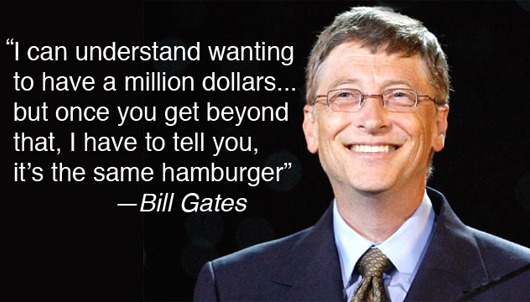 “I can understand wanting
to have a million dollars...
but once you get beyond
that, I have to tell you,
it’s the same hamburger”
—Bill Gates